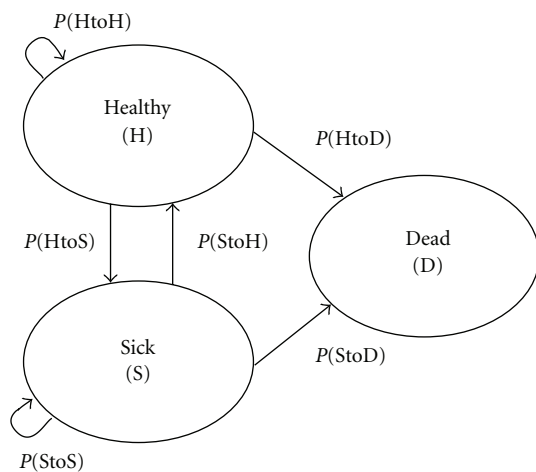 P(HtoH)
Healthy
(H)
P(HtoD)
P(HtoS)
P(StoH)
Dead
(D)
Sick
(S)
P(StoD)
P(StoS)